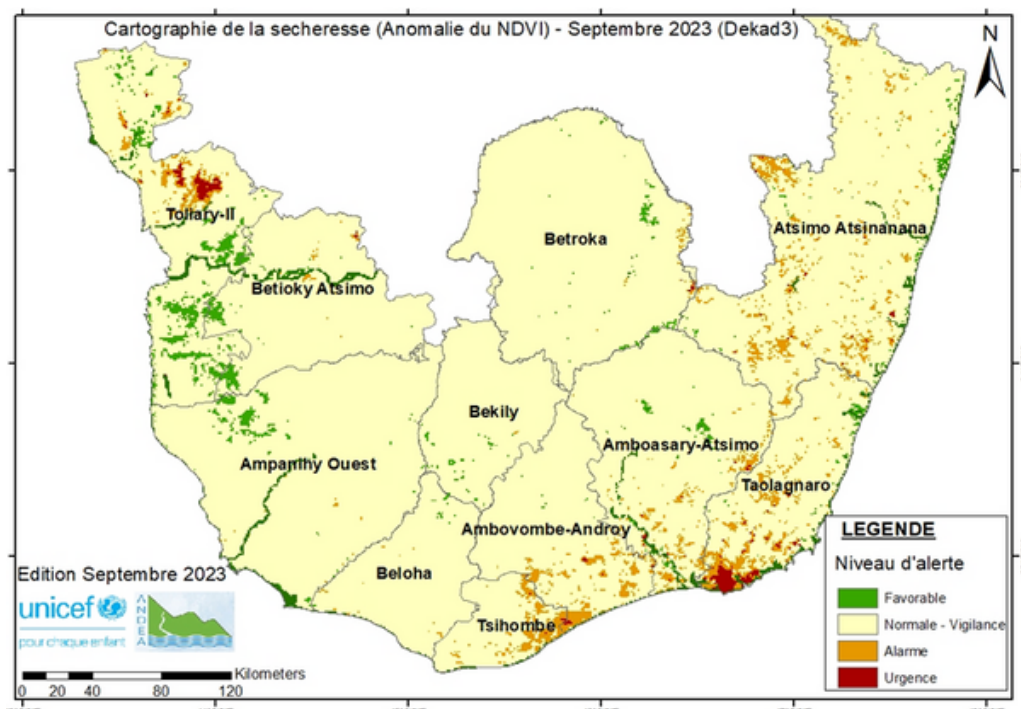 Cartographie de la secheresse (Anomalie du NDVI) - Septembre 2023 (Dekad3)
N
Toliary-II
Atsimo Atsinanana
Betroka
Betioky Atsimo
Bekily
Amboasary-Atsimo
Ampanihy Ouest
Taolagnaro
Ambovombe-Androy
Beloha
Tsihombe
LEGENDE
Niveau d'alerte
Favorable
Normale - Vigilance
Alarme
Urgence
Edition Septembre 2023
unicef
pour chaque enfant
ANDEA
Kilometers
0 20 40 80 120